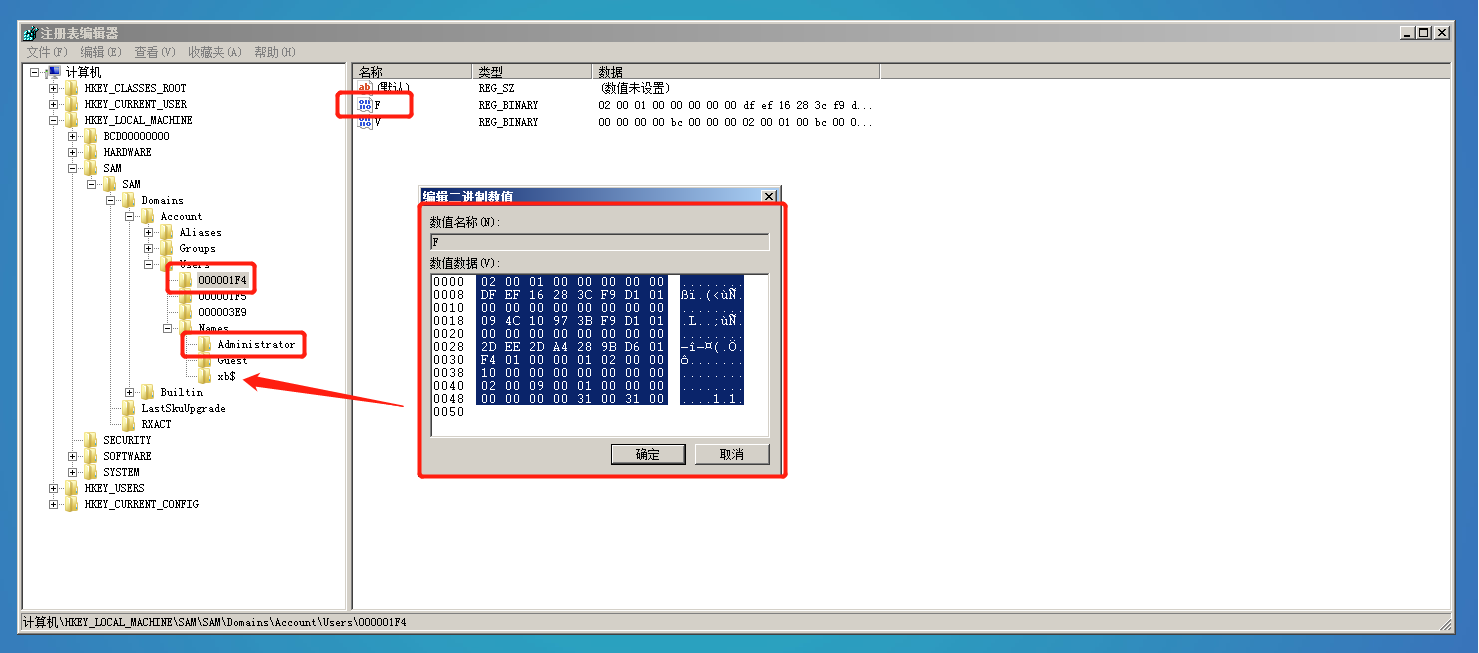 注册表编辑器
文件(F) 编辑(E) 查看(V) 收藏夹(A) 帮助(H)
计算机
HKEY_CLASSES_ROOT
HKEY_CURRENT_USER
HKEY_LOCAL_MACHINE
BCD00000000
HARDWARE
SAM
SAM
Domains
Account
Aliases
Groups
Users
000001F4
000001F5
000003E9
Names
Administrator
Guest
xb$
Builtin
LastSkuUpgrade
RXACT
SECURITY
SOFTWARE
SYSTEM
HKEY_USERS
HKEY_CURRENT_CONFIG
名称 类型 数据
ab (默认) REG_SZ (数值未设置)
F REG_BINARY 02 00 01 00 00 00 00 00 df ef 16 28 3c f9 d...
V REG_BINARY 00 00 00 00 bc 00 00 00 02 00 01 00 bc 00 0...
编辑二进制数值
数值名称(N):
F
数值数据(V):
0000 02 00 01 00 00 00 00 00 ........
0008 DF EF 16 28 3C F9 D1 01 ßï.(<ùÑ.
0010 00 00 00 00 00 00 00 00 ........
0018 09 4C 10 97 3B F9 D1 01 .L..;ùÑ.
0020 00 00 00 00 00 00 00 00 ........
0028 2D EE 2D A4 28 9B D6 01 -î-¤(.Ö.
0030 F4 01 00 00 01 02 00 00 ô.......
0038 10 00 00 00 00 00 00 00 ........
0040 02 00 09 00 01 00 00 00 ........
0048 00 00 00 00 31 00 31 00 ....1.1.
0050
确定 取消
计算机\HKEY_LOCAL_MACHINE\SAM\SAM\Domains\Account\Users\000001F4